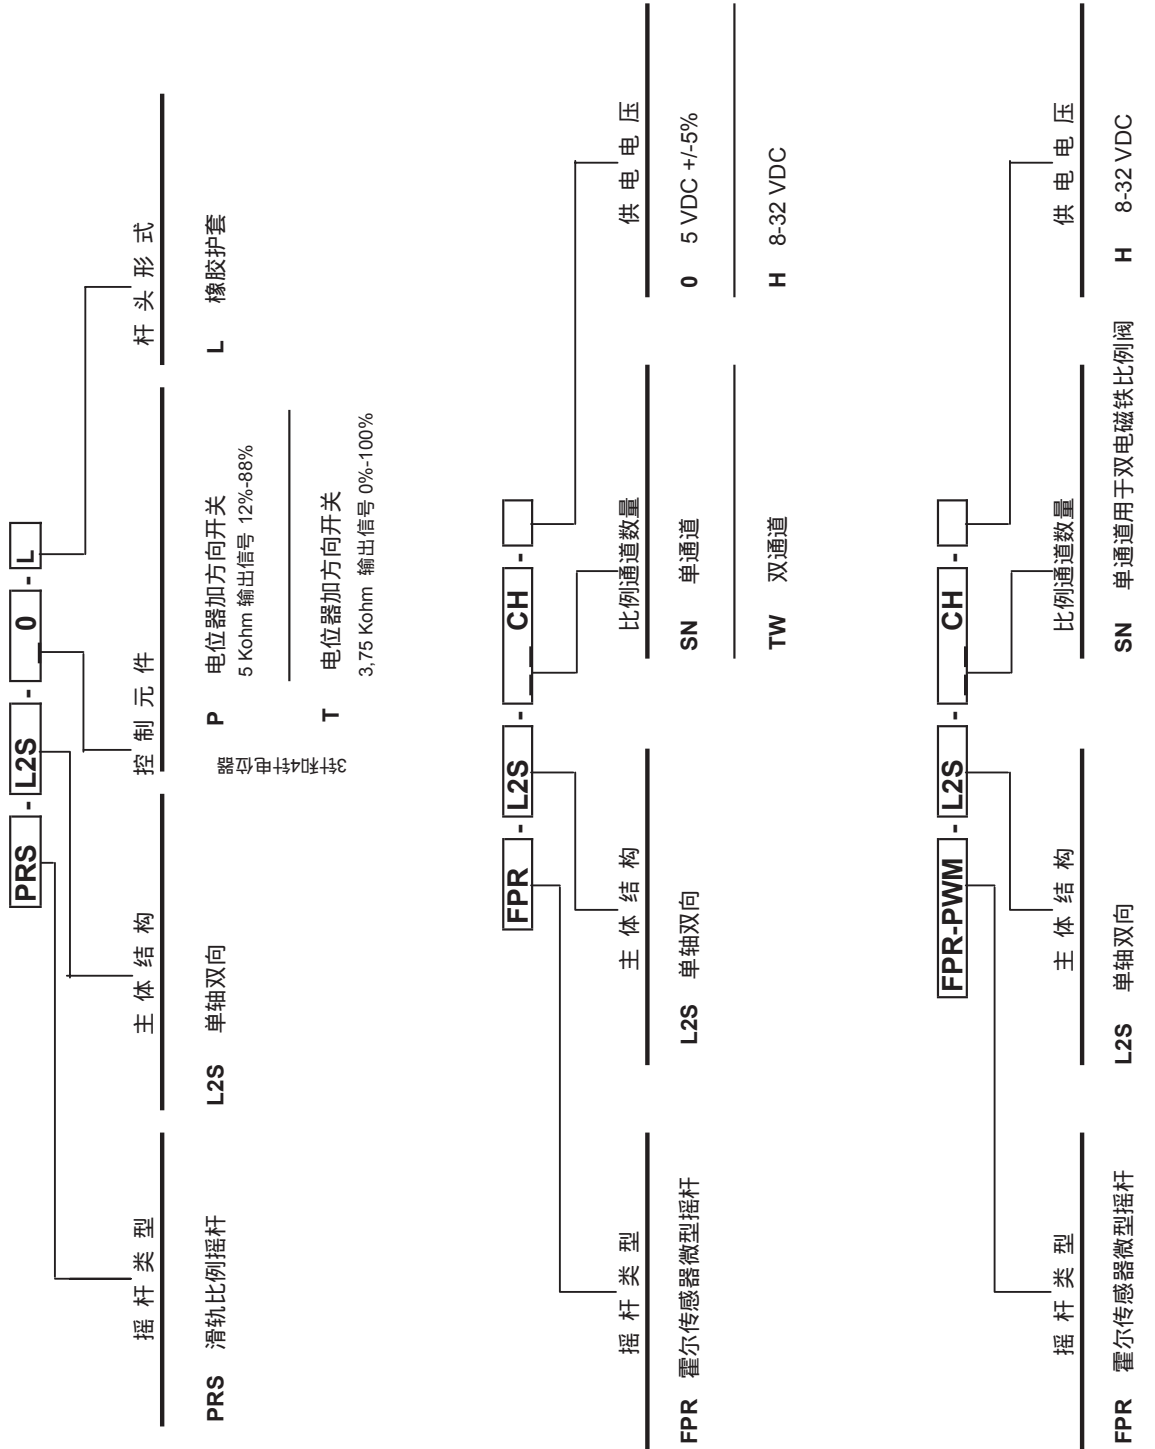 PRS - L2S - _0 - L
摇杆类型
主体结构
控制元件
杆头形式
PRS 滑轨比例摇杆
L2S 单轴双向
3针和4针电位器
P 电位器加方向开关
5 Kohm 输出信号 12%-88%
T 电位器加方向开关
3,75 Kohm 输出信号 0%-100%
L 橡胶护套
FPR - L2S - __CH -
摇杆类型
主体结构
比例通道数量
供电电压
FPR 霍尔传感器微型摇杆
L2S 单轴双向
SN 单通道
TW 双通道
0 5 VDC +/-5%
H 8-32 VDC
FPR-PWM - L2S - __CH -
摇杆类型
主体结构
比例通道数量
供电电压
FPR 霍尔传感器微型摇杆
L2S 单轴双向
SN 单通道用于双电磁铁比例阀
H 8-32 VDC